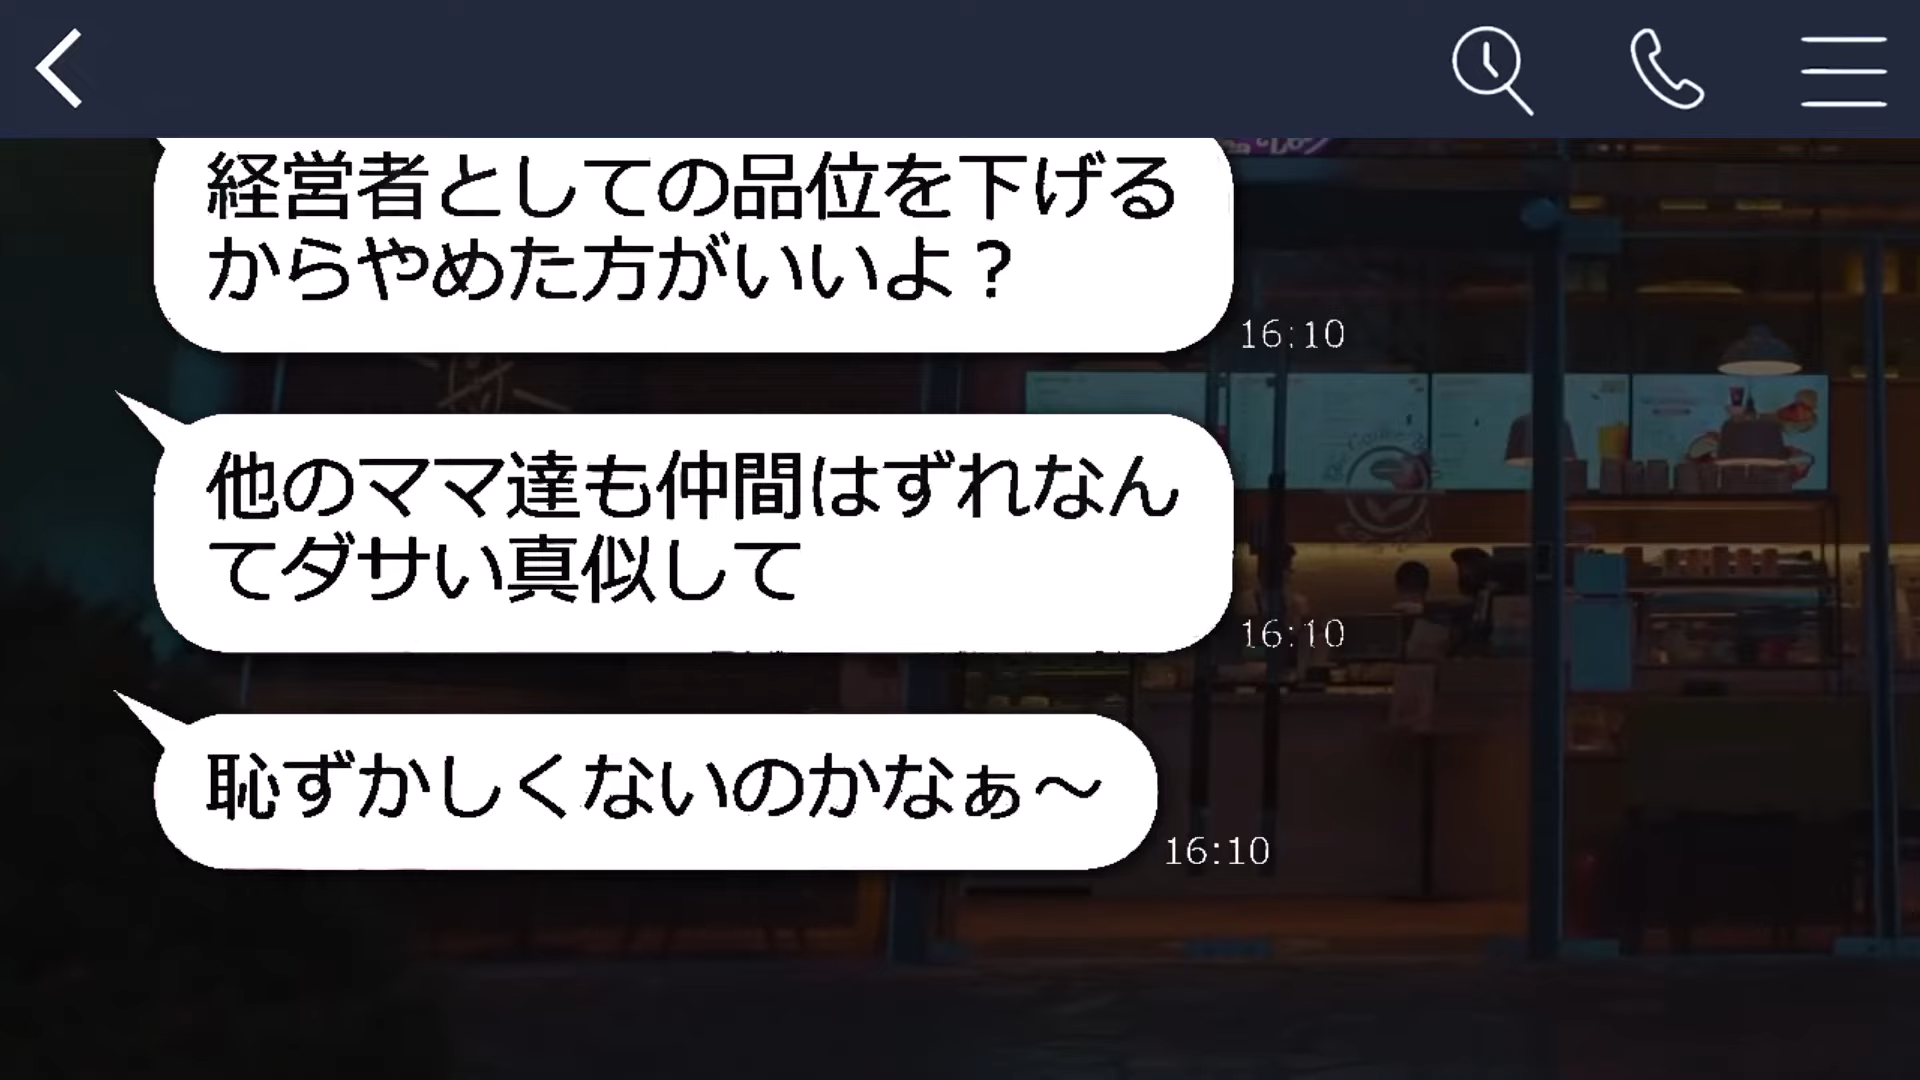 経営者としての品位を下げる
からやめた方がいいよ？
16:10
他のママ達も仲間はずれなん
てダサい真似して
16:10
恥ずかしくないのかなぁ～
16:10